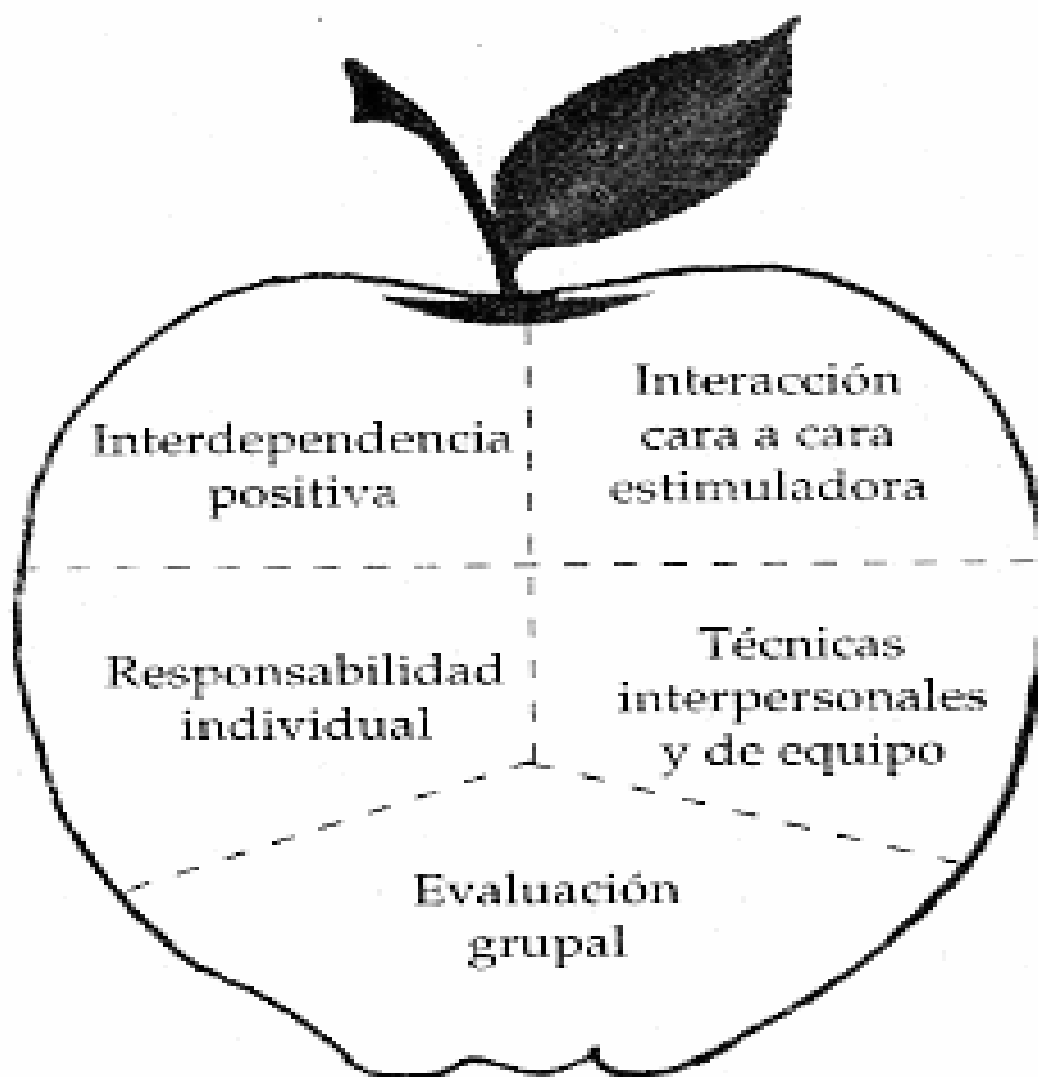 Interdependencia
positiva
Interacción
cara a cara
estimuladora
Responsabilidad
individual
Técnicas
interpersonales
y de equipo
Evaluación
grupal